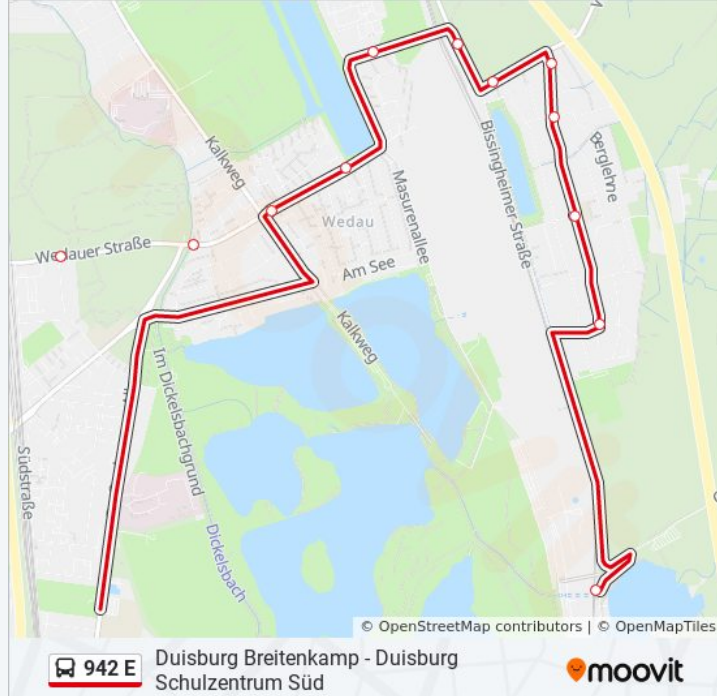 Kalkweg
Berglehne
Bissingheimer-Straße
Masurenallee
Wedau
Wedauer Straße
Am See
Kalkweg
Im Dickelsbachgrund
Südstraße
Dickelsbach
© OpenStreetMap contributors | © OpenMapTiles
942 E
Duisburg Breitenkamp - Duisburg
Schulzentrum Süd
moovit